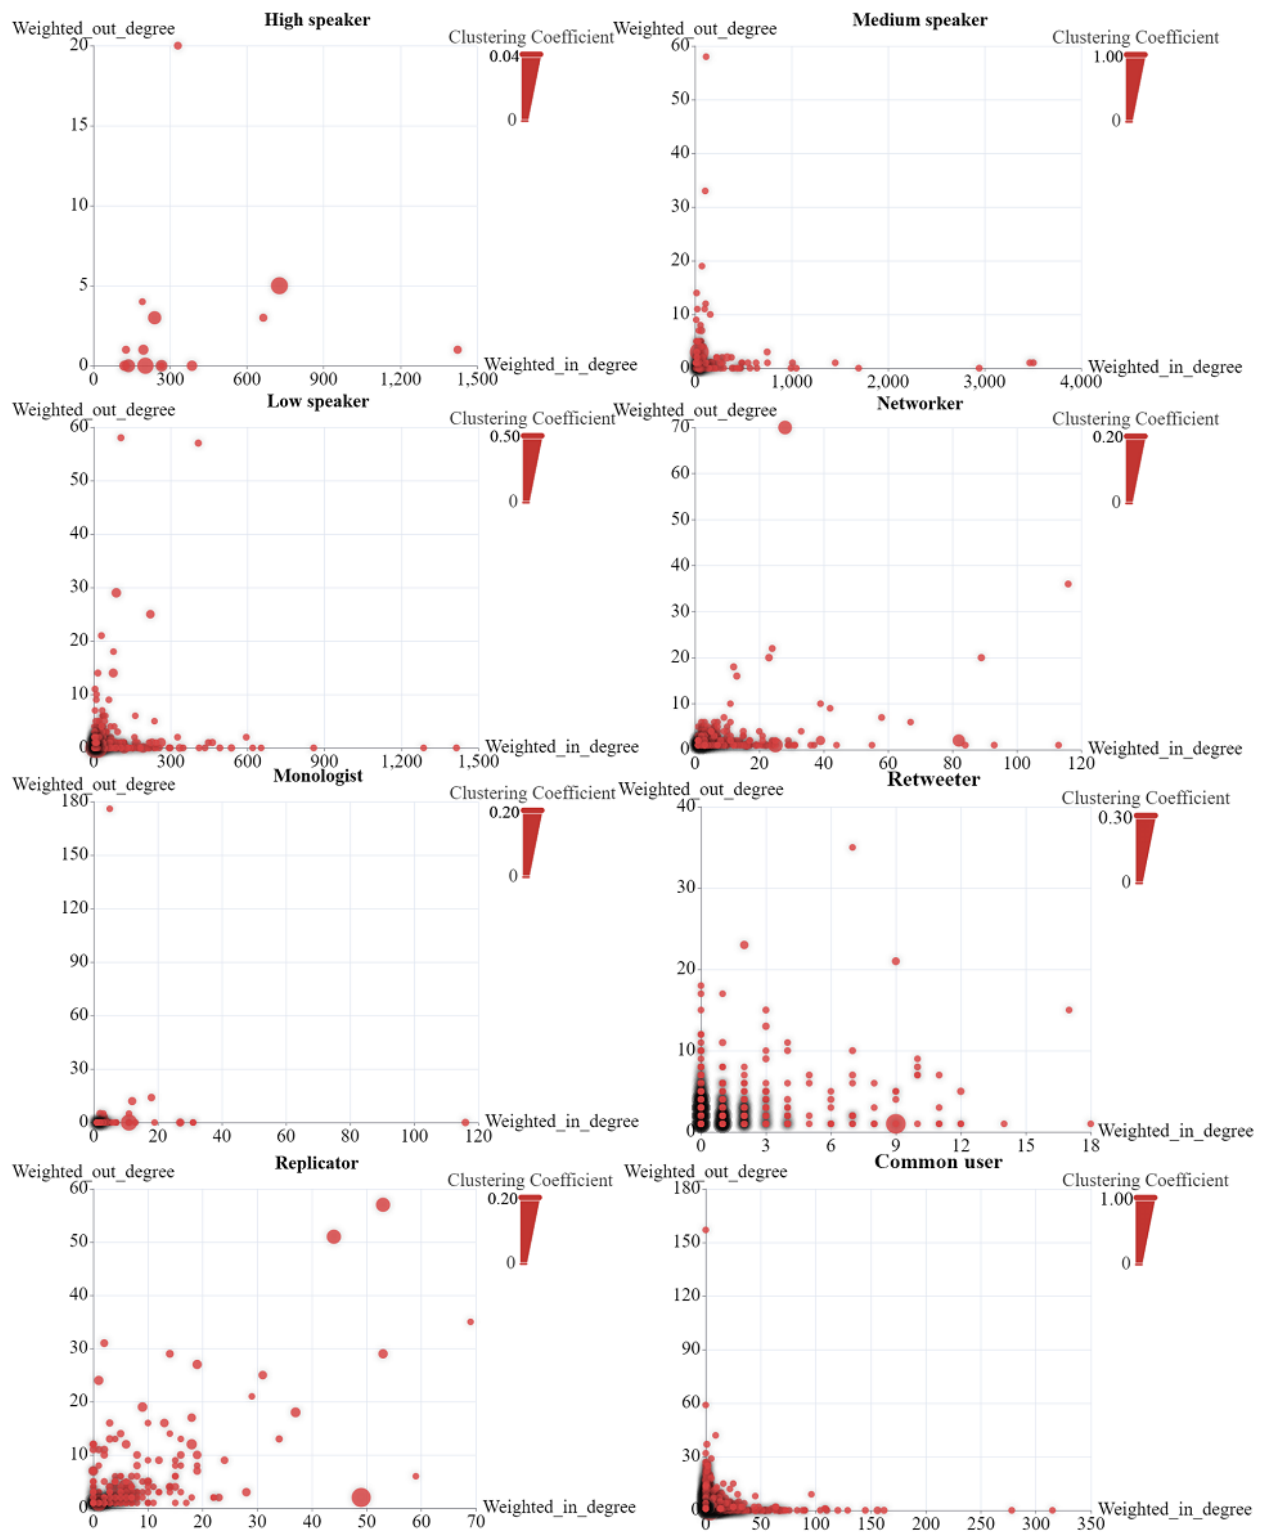 High speaker
Weighted_out_degree
Clustering Coefficient
0.04
0
20
15
10
5
0
0 300 600 900 1,200 1,500
Weighted_in_degree
Medium speaker
Weighted_out_degree
Clustering Coefficient
1.00
0
60
50
40
30
20
10
0
0 1,000 2,000 3,000 4,000
Weighted_in_degree
Low speaker
Weighted_out_degree
Clustering Coefficient
0.50
0
60
50
40
30
20
10
0
0 300 600 900 1,200 1,500
Weighted_in_degree
Networker
Weighted_out_degree
Clustering Coefficient
0.20
0
70
60
50
40
30
20
10
0
0 20 40 60 80 100 120
Weighted_in_degree
Monologist
Weighted_out_degree
Clustering Coefficient
0.20
0
180
150
120
90
60
30
0
0 20 40 60 80 100 120
Weighted_in_degree
Retweeter
Weighted_out_degree
Clustering Coefficient
0.30
0
40
30
20
10
0
0 3 6 9 12 15 18
Weighted_in_degree
Replicator
Weighted_out_degree
Clustering Coefficient
0.20
0
60
50
40
30
20
10
0
0 10 20 30 40 50 60 70
Weighted_in_degree
Common user
Weighted_out_degree
Clustering Coefficient
1.00
0
180
150
120
90
60
30
0
0 50 100 150 200 250 300 350
Weighted_in_degree